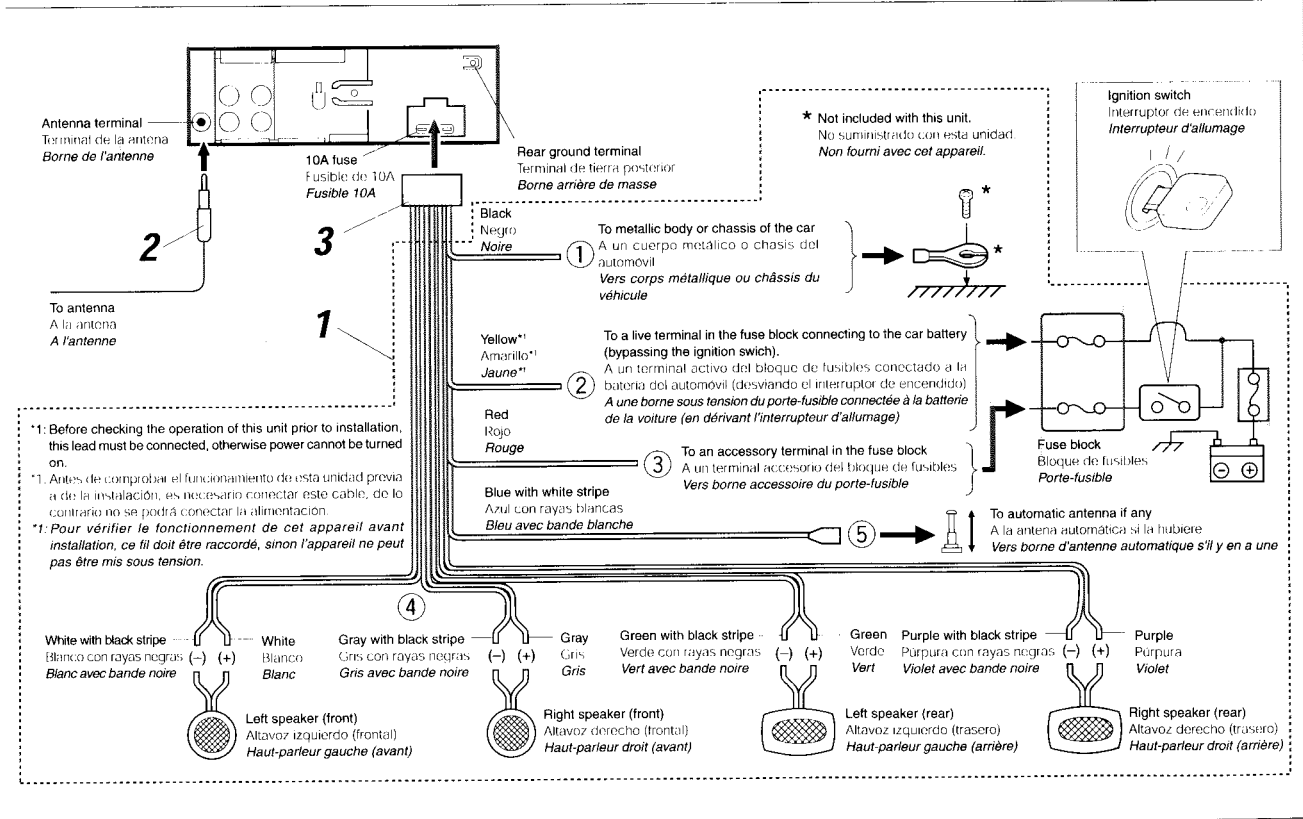 Antenna terminal
Terminal de la antena
Borne de l'antenne
10A fuse
Fusible de 10A
Fusible 10A
Rear ground terminal
Terminal de tierra posterior
Borne arrière de masse
* Not included with this unit.
No suministrado con esta unidad.
Non fourni avec cet appareil.
Ignition switch
Interruptor de encendido
Interrupteur d'allumage
2
3
To antenna
A la antena
A l'antenne
1
Black
Negro
Noire
1
To metallic body or chassis of the car
A un cuerpo metálico o chasis del
automóvil
Vers corps métallique ou châssis du
véhicule
*
*
Yellow*1
Amarillo*1
Jaune*1
2
To a live terminal in the fuse block connecting to the car battery
(bypassing the ignition swich).
A un terminal activo del bloque de fusibles conectado a la
batería del automóvil (desviando el interruptor de encendido)
A une borne sous tension du porte-fusible connectée à la batterie
de la voiture (en dérivant l'interrupteur d'allumage)
Red
Rojo
Rouge
3
To an accessory terminal in the fuse block
A un terminal accesorio del bloque de fusibles
Vers borne accessoire du porte-fusible
Fuse block
Bloque de fusibles
Porte-fusible
Blue with white stripe
Azul con rayas blancas
Bleu avec bande blanche
5
To automatic antenna if any
A la antena automática si la hubiere
Vers borne d'antenne automatique s'il y en a une
*1: Before checking the operation of this unit prior to installation,
this lead must be connected, otherwise power cannot be turned
on.
*1: Antes de comprobar el funcionamiento de esta unidad previa
a de la instalación, es necesario conectar este cable, de lo
contrario no se podrá conectar la alimentación.
*1: Pour vérifier le fonctionnement de cet appareil avant
installation, ce fil doit être raccordé, sinon l'appareil ne peut
pas être mis sous tension.
4
White with black stripe
Blanco con rayas negras
Blanc avec bande noire
(−) (+)
White
Blanco
Blanc
Gray with black stripe
Gris con rayas negras
Gris avec bande noire
(−) (+)
Gray
Gris
Gris
Green with black stripe
Verde con rayas negras
Vert avec bande noire
(−) (+)
Green
Verde
Vert
Purple with black stripe
Púrpura con rayas negras
Violet avec bande noire
(−) (+)
Purple
Púrpura
Violet
Left speaker (front)
Altavoz izquierdo (frontal)
Haut-parleur gauche (avant)
Right speaker (front)
Altavoz derecho (frontal)
Haut-parleur droit (avant)
Left speaker (rear)
Altavoz izquierdo (trasero)
Haut-parleur gauche (arrière)
Right speaker (rear)
Altavoz derecho (trasero)
Haut-parleur droit (arrière)